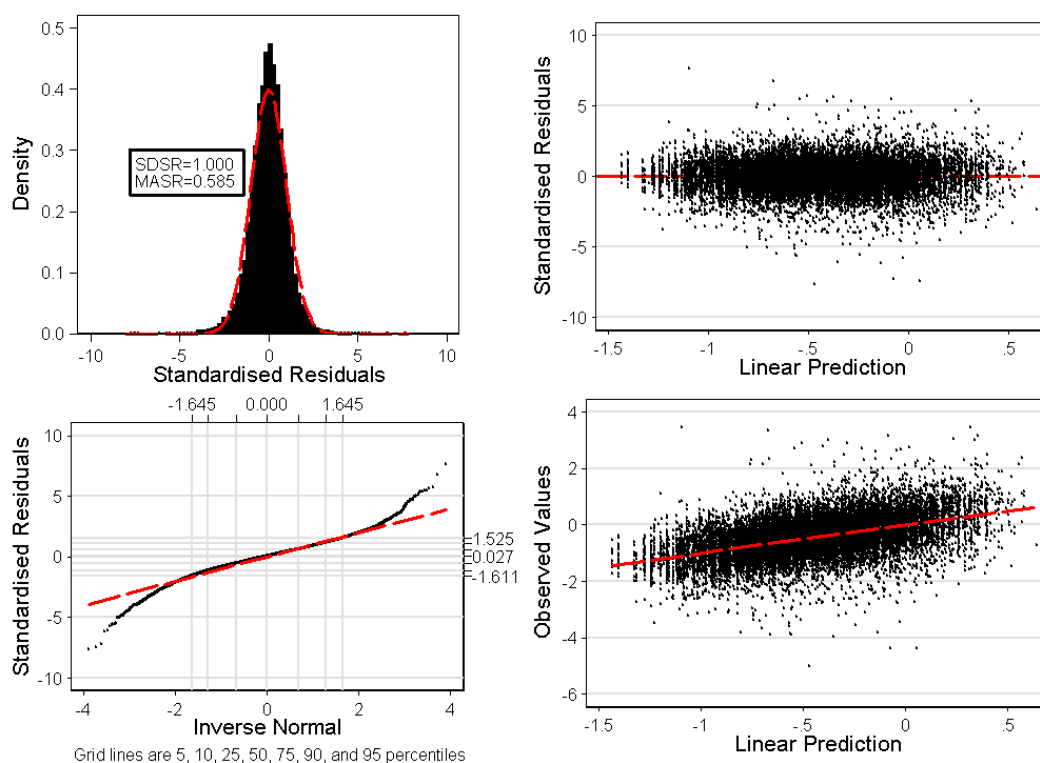 0.5
0.4
0.3
0.2
0.1
0.0
Density
SDSR=1.000
MASR=0.585
-10 -5 0 5 10
Standardised Residuals
10
5
0
-5
-10
Standardised Residuals
-1.5 -1 -.5 0 .5
Linear Prediction
-1.645 0.000 1.645
10
5
0
-5
-10
Standardised Residuals
1.525
0.027
-1.611
-4 -2 0 2 4
Inverse Normal
Grid lines are 5, 10, 25, 50, 75, 90, and 95 percentiles
4
2
0
-2
-4
-6
Observed Values
-1.5 -1 -.5 0 .5
Linear Prediction